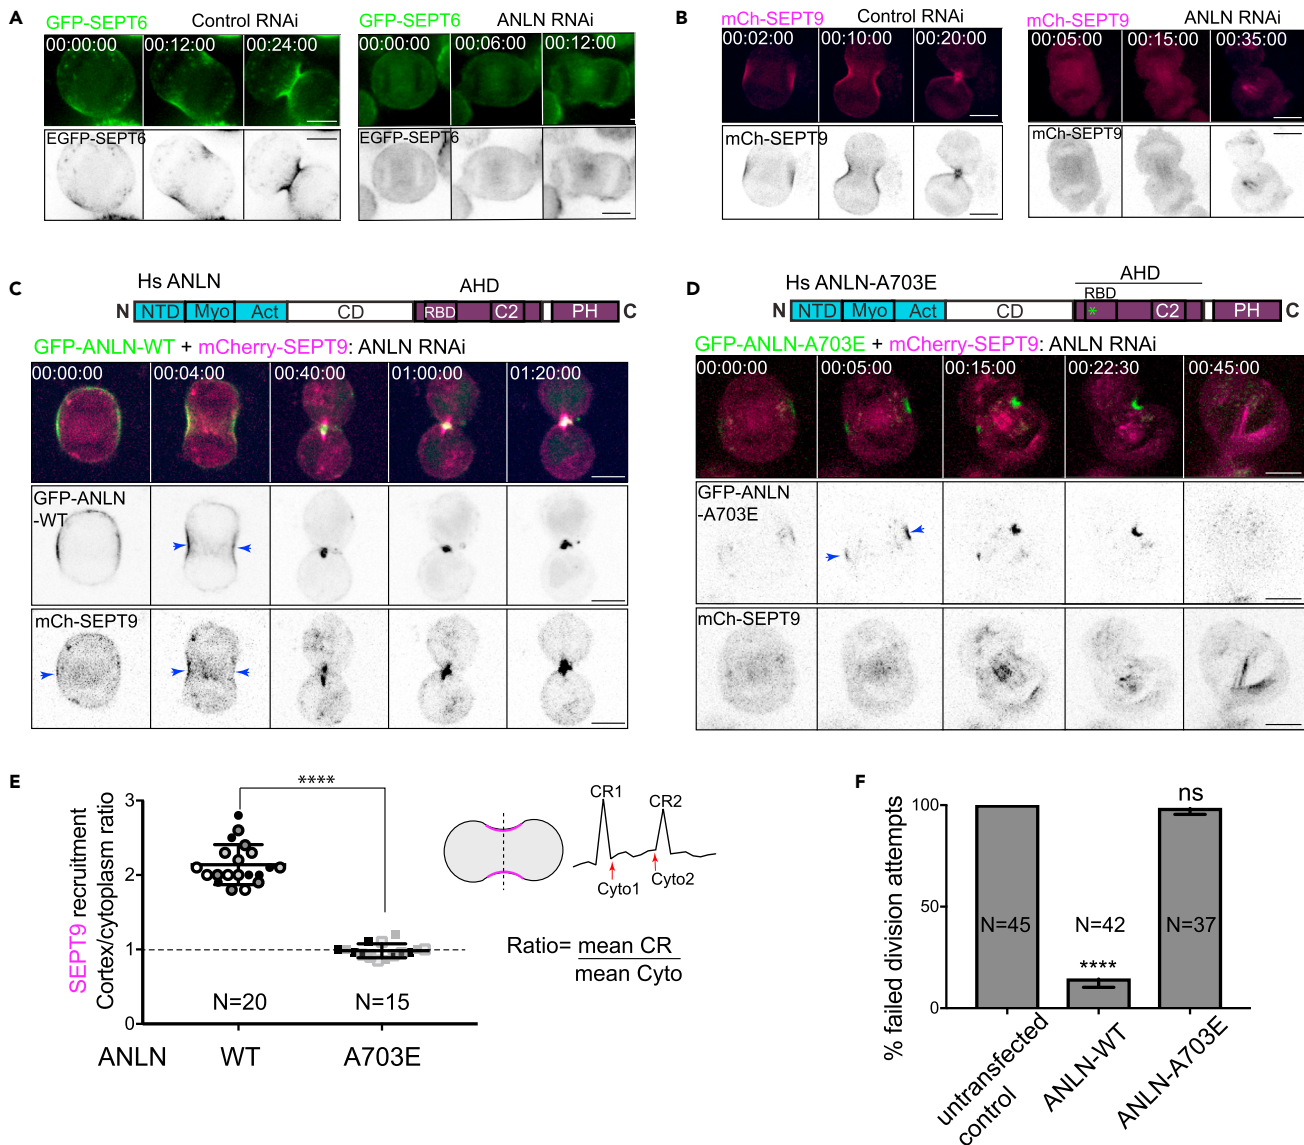 A
GFP-SEPT6
Control RNAi
00:00:00
00:12:00
00:24:00
EGFP-SEPT6
GFP-SEPT6
ANLN RNAi
00:00:00
00:06:00
00:12:00
EGFP-SEPT6
B
mCh-SEPT9
Control RNAi
00:02:00
00:10:00
00:20:00
mCh-SEPT9
mCh-SEPT9
ANLN RNAi
00:05:00
00:15:00
00:35:00
mCh-SEPT9
C
Hs ANLN
AHD
N NTD Myo Act CD RBD C2 PH C
GFP-ANLN-WT + mCherry-SEPT9: ANLN RNAi
00:00:00
00:04:00
00:40:00
01:00:00
01:20:00
GFP-ANLN
-WT
mCh-SEPT9
D
Hs ANLN-A703E
AHD
RBD
N NTD Myo Act CD * C2 PH C
GFP-ANLN-A703E + mCherry-SEPT9: ANLN RNAi
00:00:00
00:05:00
00:15:00
00:22:30
00:45:00
GFP-ANLN
-A703E
mCh-SEPT9
E
SEPT9 recruitment
Cortex/cytoplasm ratio
3
2
1
0
****
N=20
N=15
ANLN
WT
A703E
CR1
CR2
Cyto1
Cyto2
Ratio= mean CR
mean Cyto
F
% failed division attempts
100
50
0
N=45
N=42
N=37
****
ns
untransfected
control
ANLN-WT
ANLN-A703E